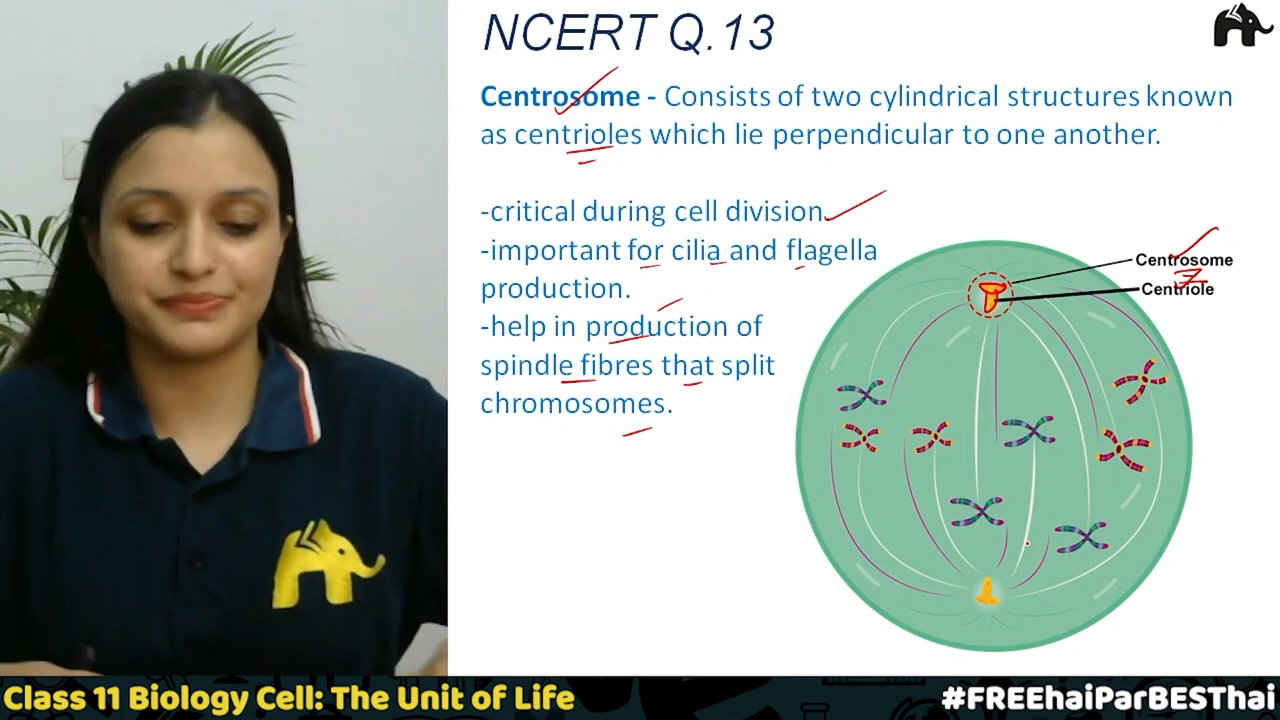 NCERT Q.13
Centrosome - Consists of two cylindrical structures known
as centrioles which lie perpendicular to one another.
-critical during cell division.
-important for cilia and flagella
production.
-help in production of
spindle fibres that split
chromosomes.
Centrosome
Centriole
Class 11 Biology Cell: The Unit of Life
#FREEhaiParBESThai